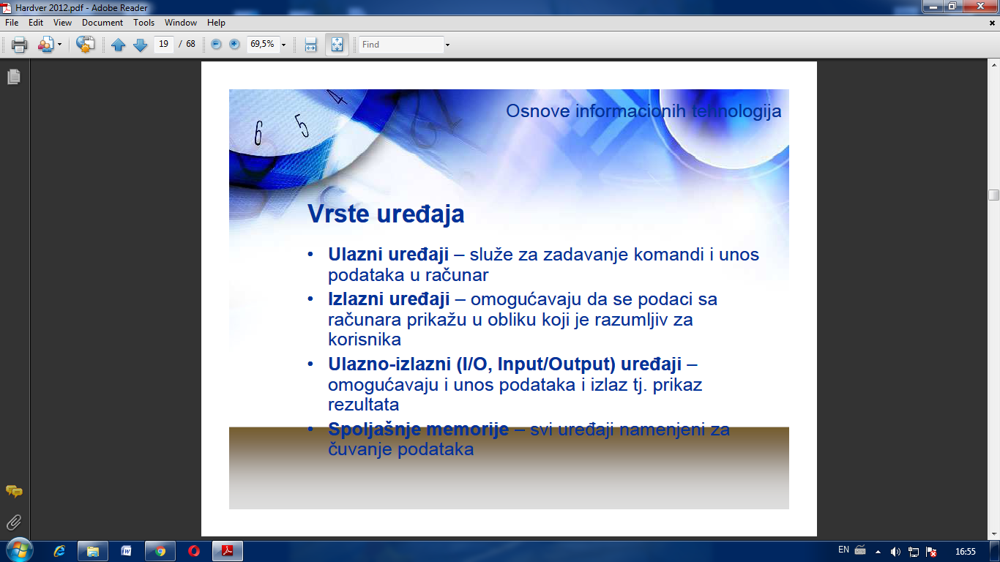 Hardver 2012.pdf - Adobe Reader
File Edit View Document Tools Window Help
19 / 68 69,5% Find
6 5 4
Osnove informacionih tehnologija
Vrste uređaja
• Ulazni uređaji – služe za zadavanje komandi i unos
podataka u računar
• Izlazni uređaji – omogućavaju da se podaci sa
računara prikažu u obliku koji je razumljiv za
korisnika
• Ulazno-izlazni (I/O, Input/Output) uređaji –
omogućavaju i unos podataka i izlaz tj. prikaz
rezultata
• Spoljašnje memorije – svi uređaji namenjeni za
čuvanje podataka
EN 16:55